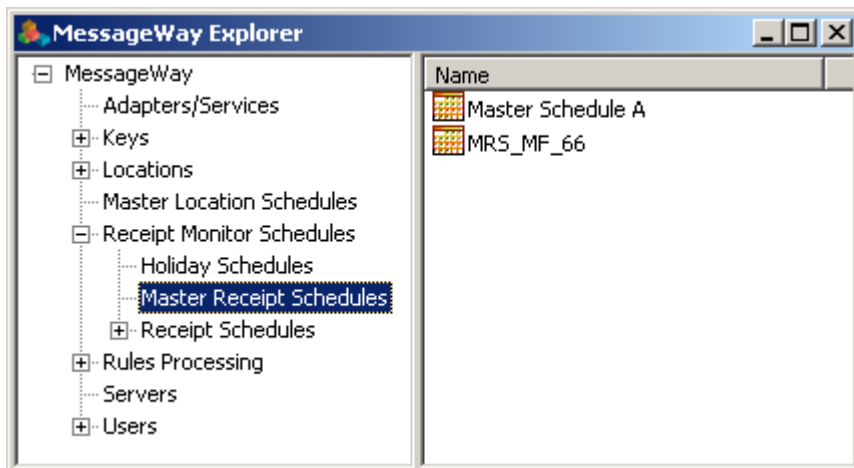 MessageWay Explorer
MessageWay
Adapters/Services
Keys
Locations
Master Location Schedules
Receipt Monitor Schedules
Holiday Schedules
Master Receipt Schedules
Receipt Schedules
Rules Processing
Servers
Users
Name
Master Schedule A
MRS_MF_66